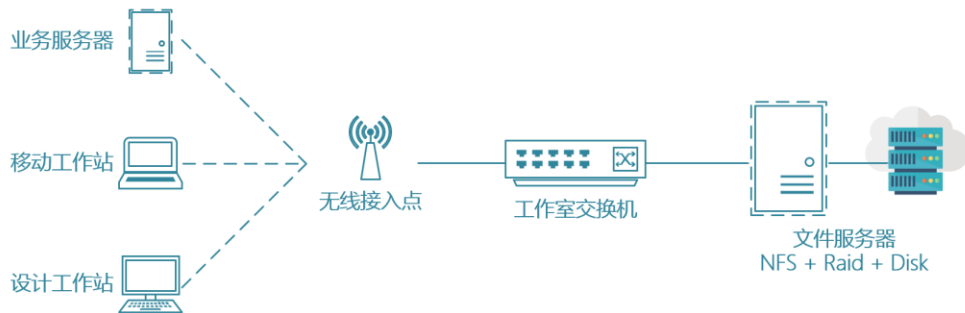 业务服务器
移动工作站
设计工作站
无线接入点
工作室交换机
文件服务器
NFS + Raid + Disk